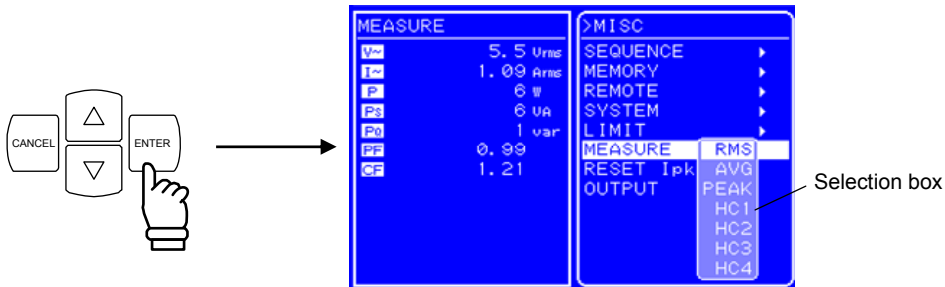 CANCEL
ENTER
MEASURE
V~ 5.5 Vrms
I~ 1.09 Arms
P 6 W
Ps 6 VA
PQ 1 var
PF 0.99
CF 1.21
>MISC
SEQUENCE
MEMORY
REMOTE
SYSTEM
LIMIT
MEASURE RMS
RESET Ipk AVG
OUTPUT PEAK
HC1
HC2
HC3
HC4
Selection box